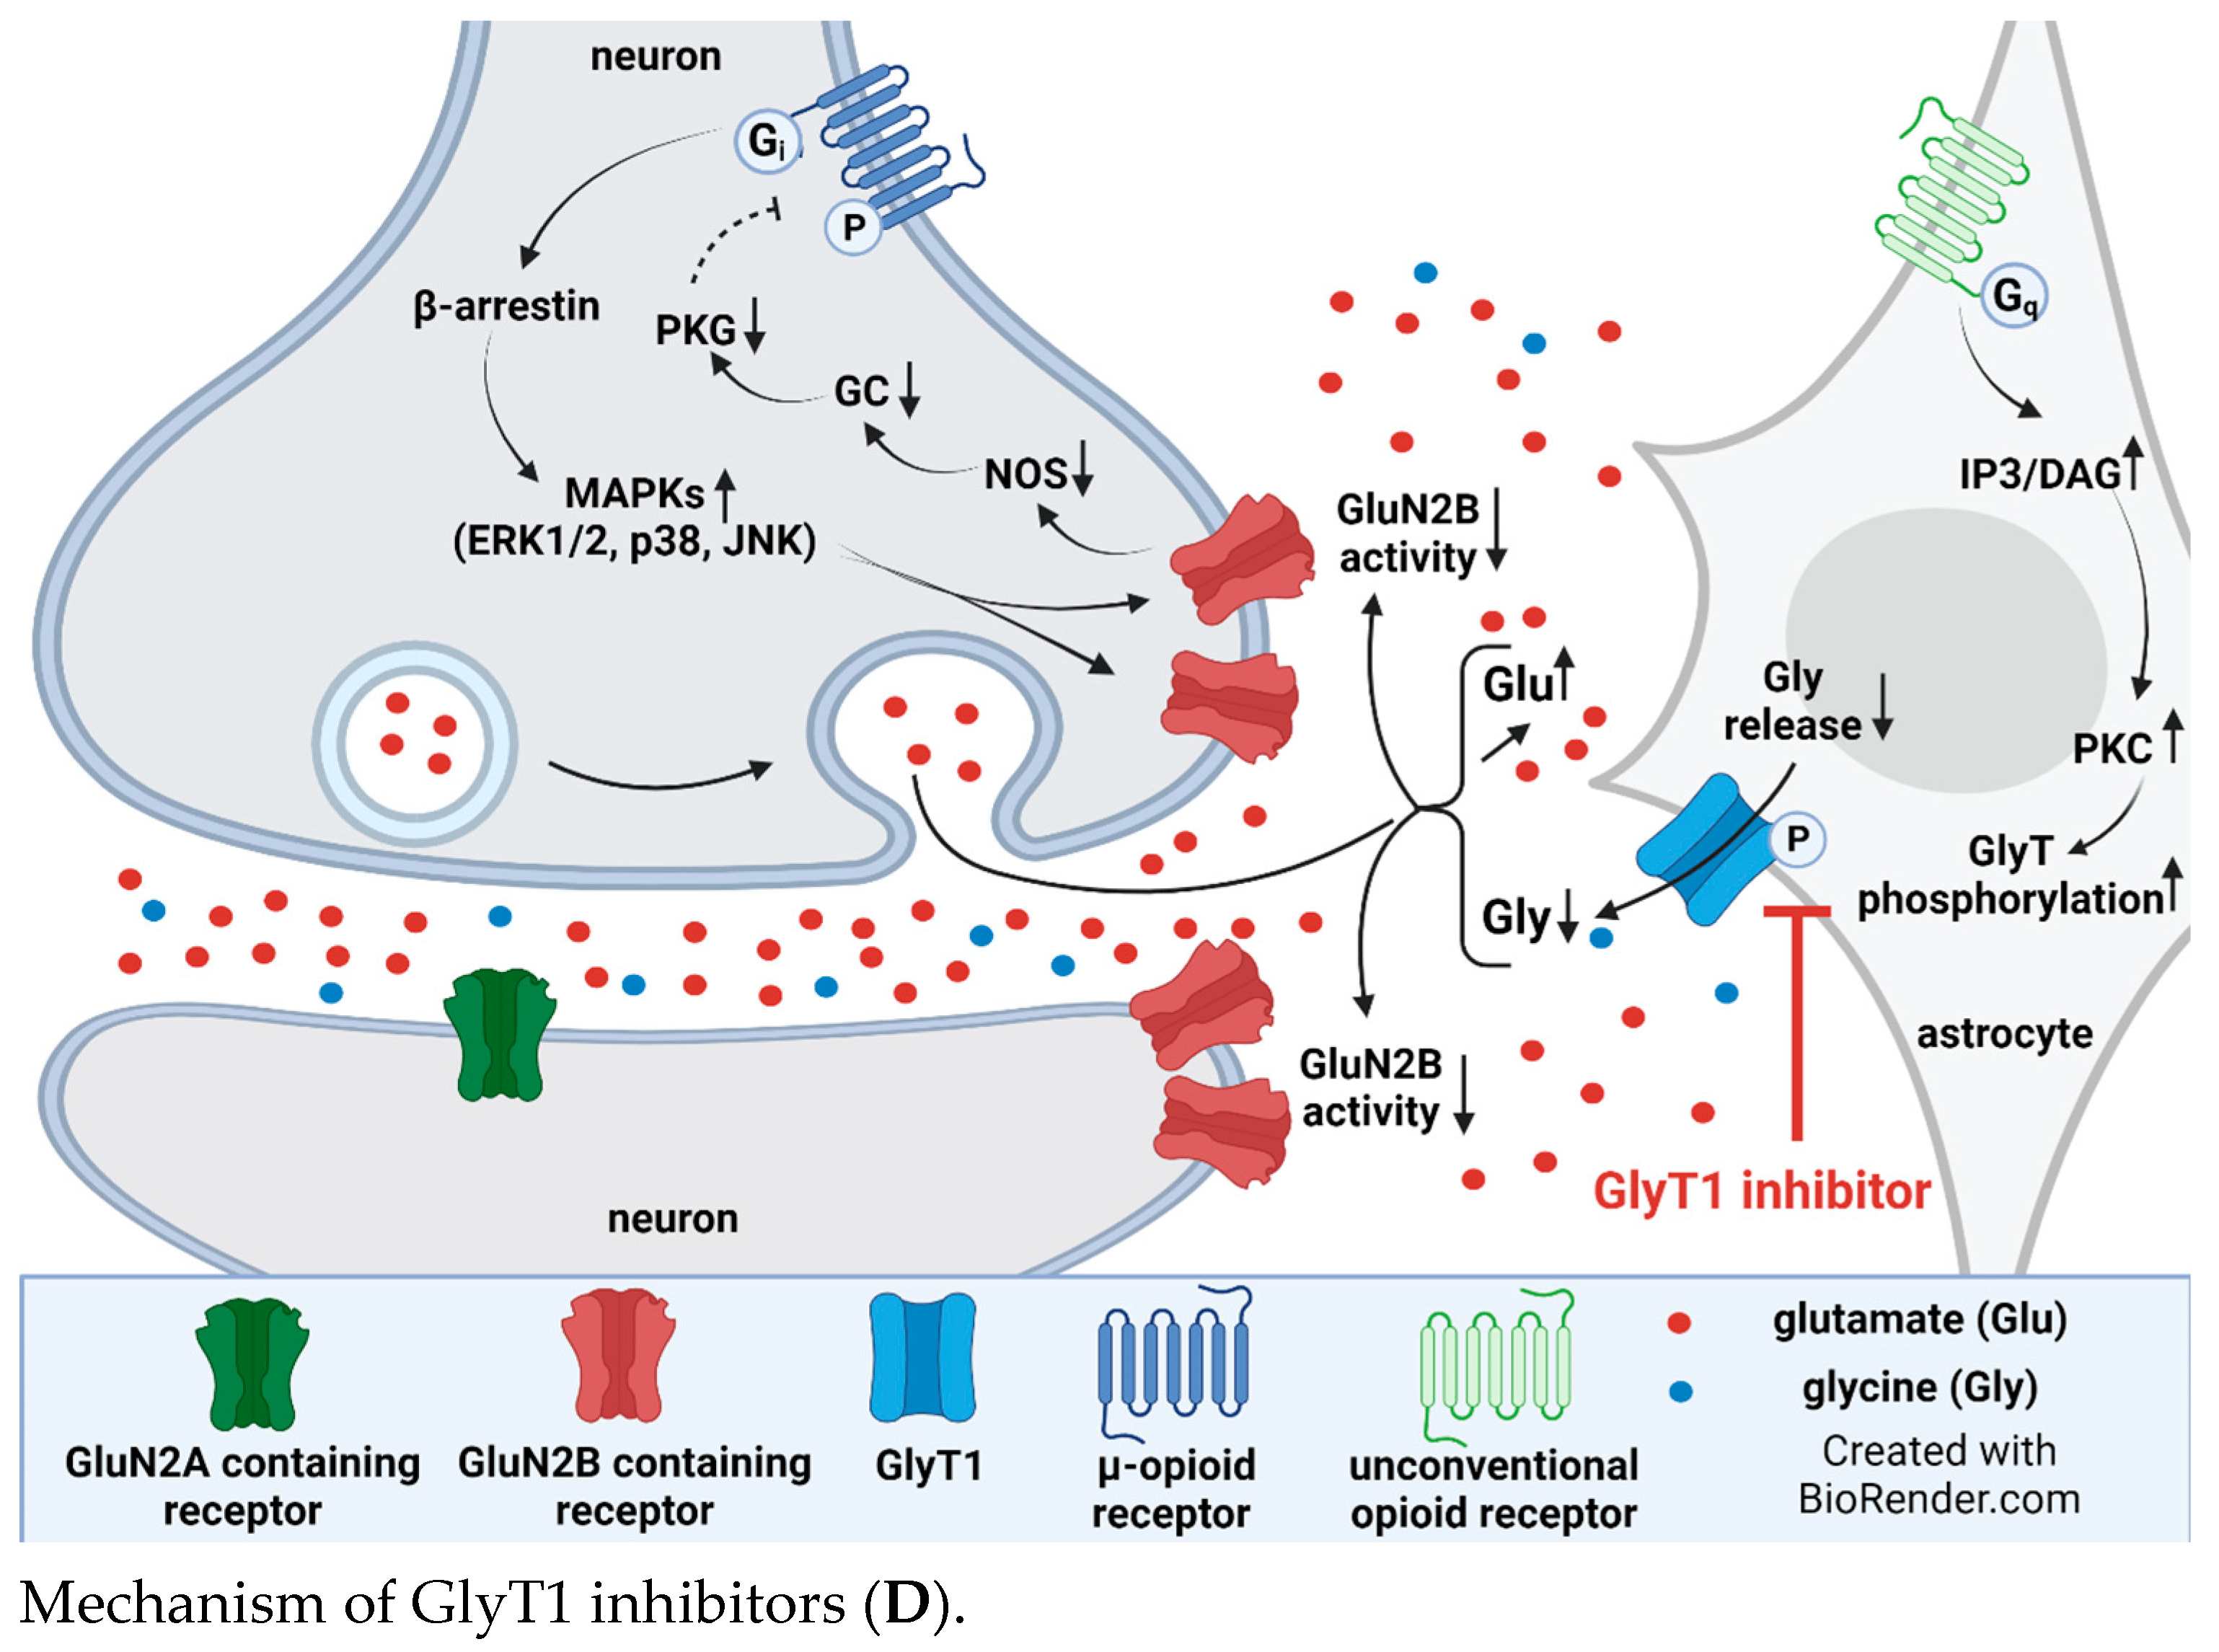 neuron
Gi
P
β-arrestin
PKG
GC
NOS
MAPKs
(ERK1/2, p38, JNK)
GluN2B
activity
Glu
Gly
GluN2B
activity
Gq
IP3/DAG
Gly
release
PKC
P
GlyT
phosphorylation
astrocyte
GlyT1 inhibitor
neuron
GluN2A containing
receptor
GluN2B containing
receptor
GlyT1
μ-opioid
receptor
unconventional
opioid receptor
glutamate (Glu)
glycine (Gly)
Created with
BioRender.com
Mechanism of GlyT1 inhibitors (D).